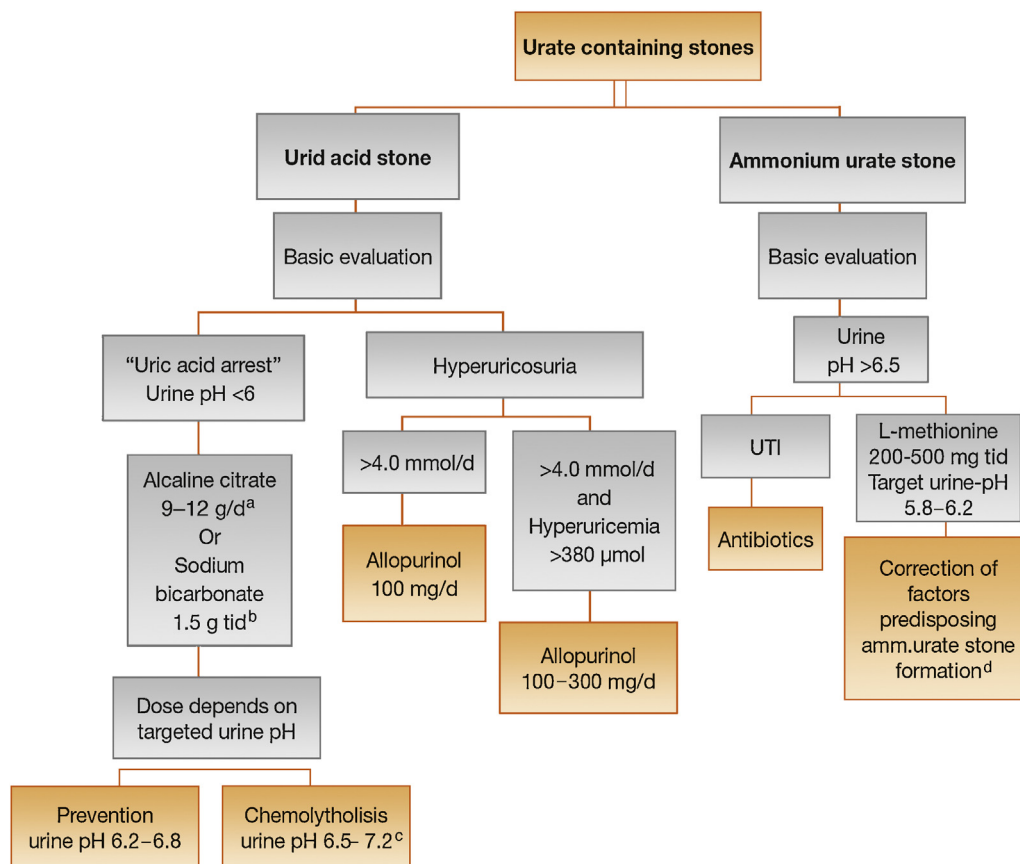 Urate containing stones
Urid acid stone
Ammonium urate stone
Basic evaluation
Basic evaluation
“Uric acid arrest”
Urine pH <6
Hyperuricosuria
Urine
pH >6.5
Alcaline citrate
9–12 g/dᵃ
Or
Sodium
bicarbonate
1.5 g tidᵇ
>4.0 mmol/d
>4.0 mmol/d
and
Hyperuricemia
>380 µmol
UTI
L-methionine
200-500 mg tid
Target urine-pH
5.8–6.2
Allopurinol
100 mg/d
Antibiotics
Correction of
factors
predisposing
amm.urate stone
formationᵈ
Allopurinol
100–300 mg/d
Dose depends on
targeted urine pH
Prevention
urine pH 6.2–6.8
Chemolytholisis
urine pH 6.5- 7.2ᶜ